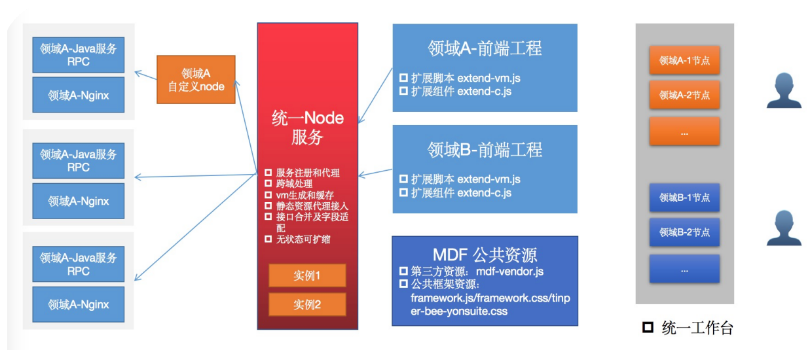 领域A-Java服务
RPC
领域A-Nginx
领域A-Java服务
RPC
领域A-Nginx
领域A-Java服务
RPC
领域A-Nginx
领域A
自定义node
统一Node
服务
服务注册和代理
跨域处理
vm生成和缓存
静态资源代理接入
接口合并及字段适
配
无状态可扩缩
实例1
实例2
领域A-前端工程
扩展脚本 extend-vm.js
扩展组件 extend-c.js
领域B-前端工程
扩展脚本 extend-vm.js
扩展组件 extend-c.js
MDF 公共资源
第三方资源：mdf-vendor.js
公共框架资源：
framework.js/framework.css/tinp
er-bee-yonsuite.css
领域A-1节点
领域A-2节点
...
领域B-1节点
领域B-2节点
...
统一工作台